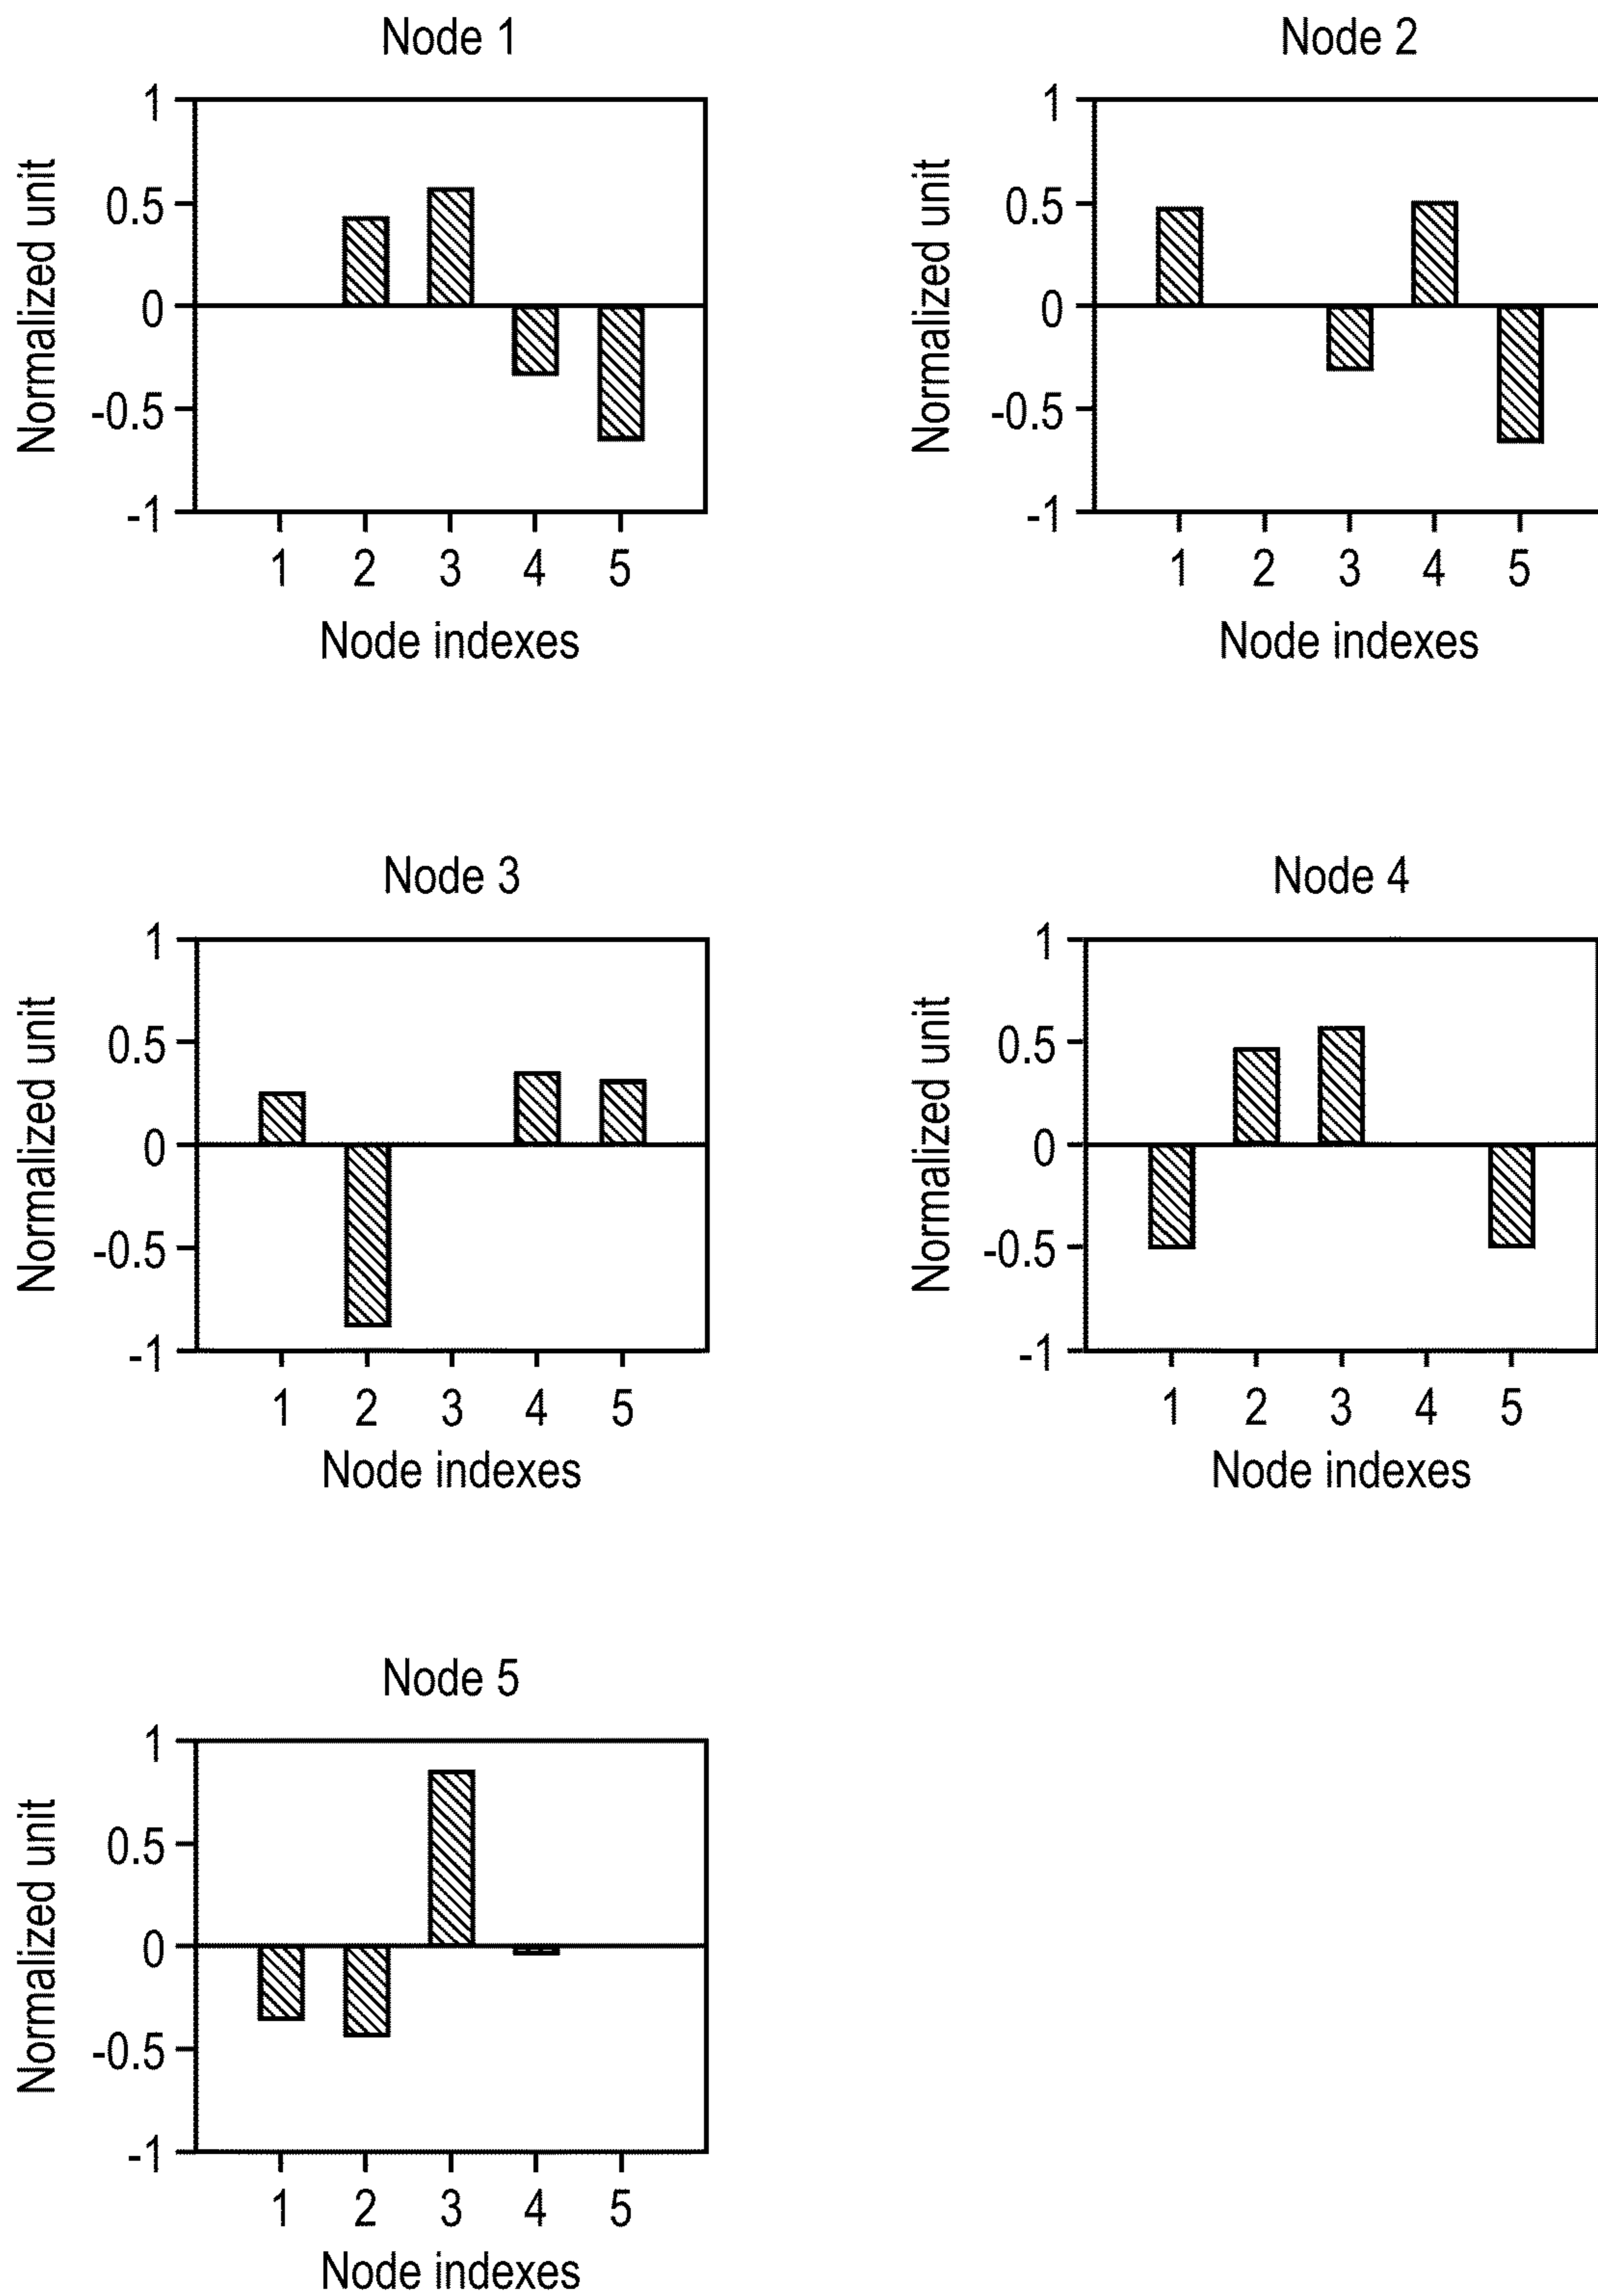 Node 1
Normalized unit
1
0.5
0
-0.5
-1
1 2 3 4 5
Node indexes
Node 2
Normalized unit
1
0.5
0
-0.5
-1
1 2 3 4 5
Node indexes
Node 3
Normalized unit
1
0.5
0
-0.5
-1
1 2 3 4 5
Node indexes
Node 4
Normalized unit
1
0.5
0
-0.5
-1
1 2 3 4 5
Node indexes
Node 5
Normalized unit
1
0.5
0
-0.5
-1
1 2 3 4 5
Node indexes